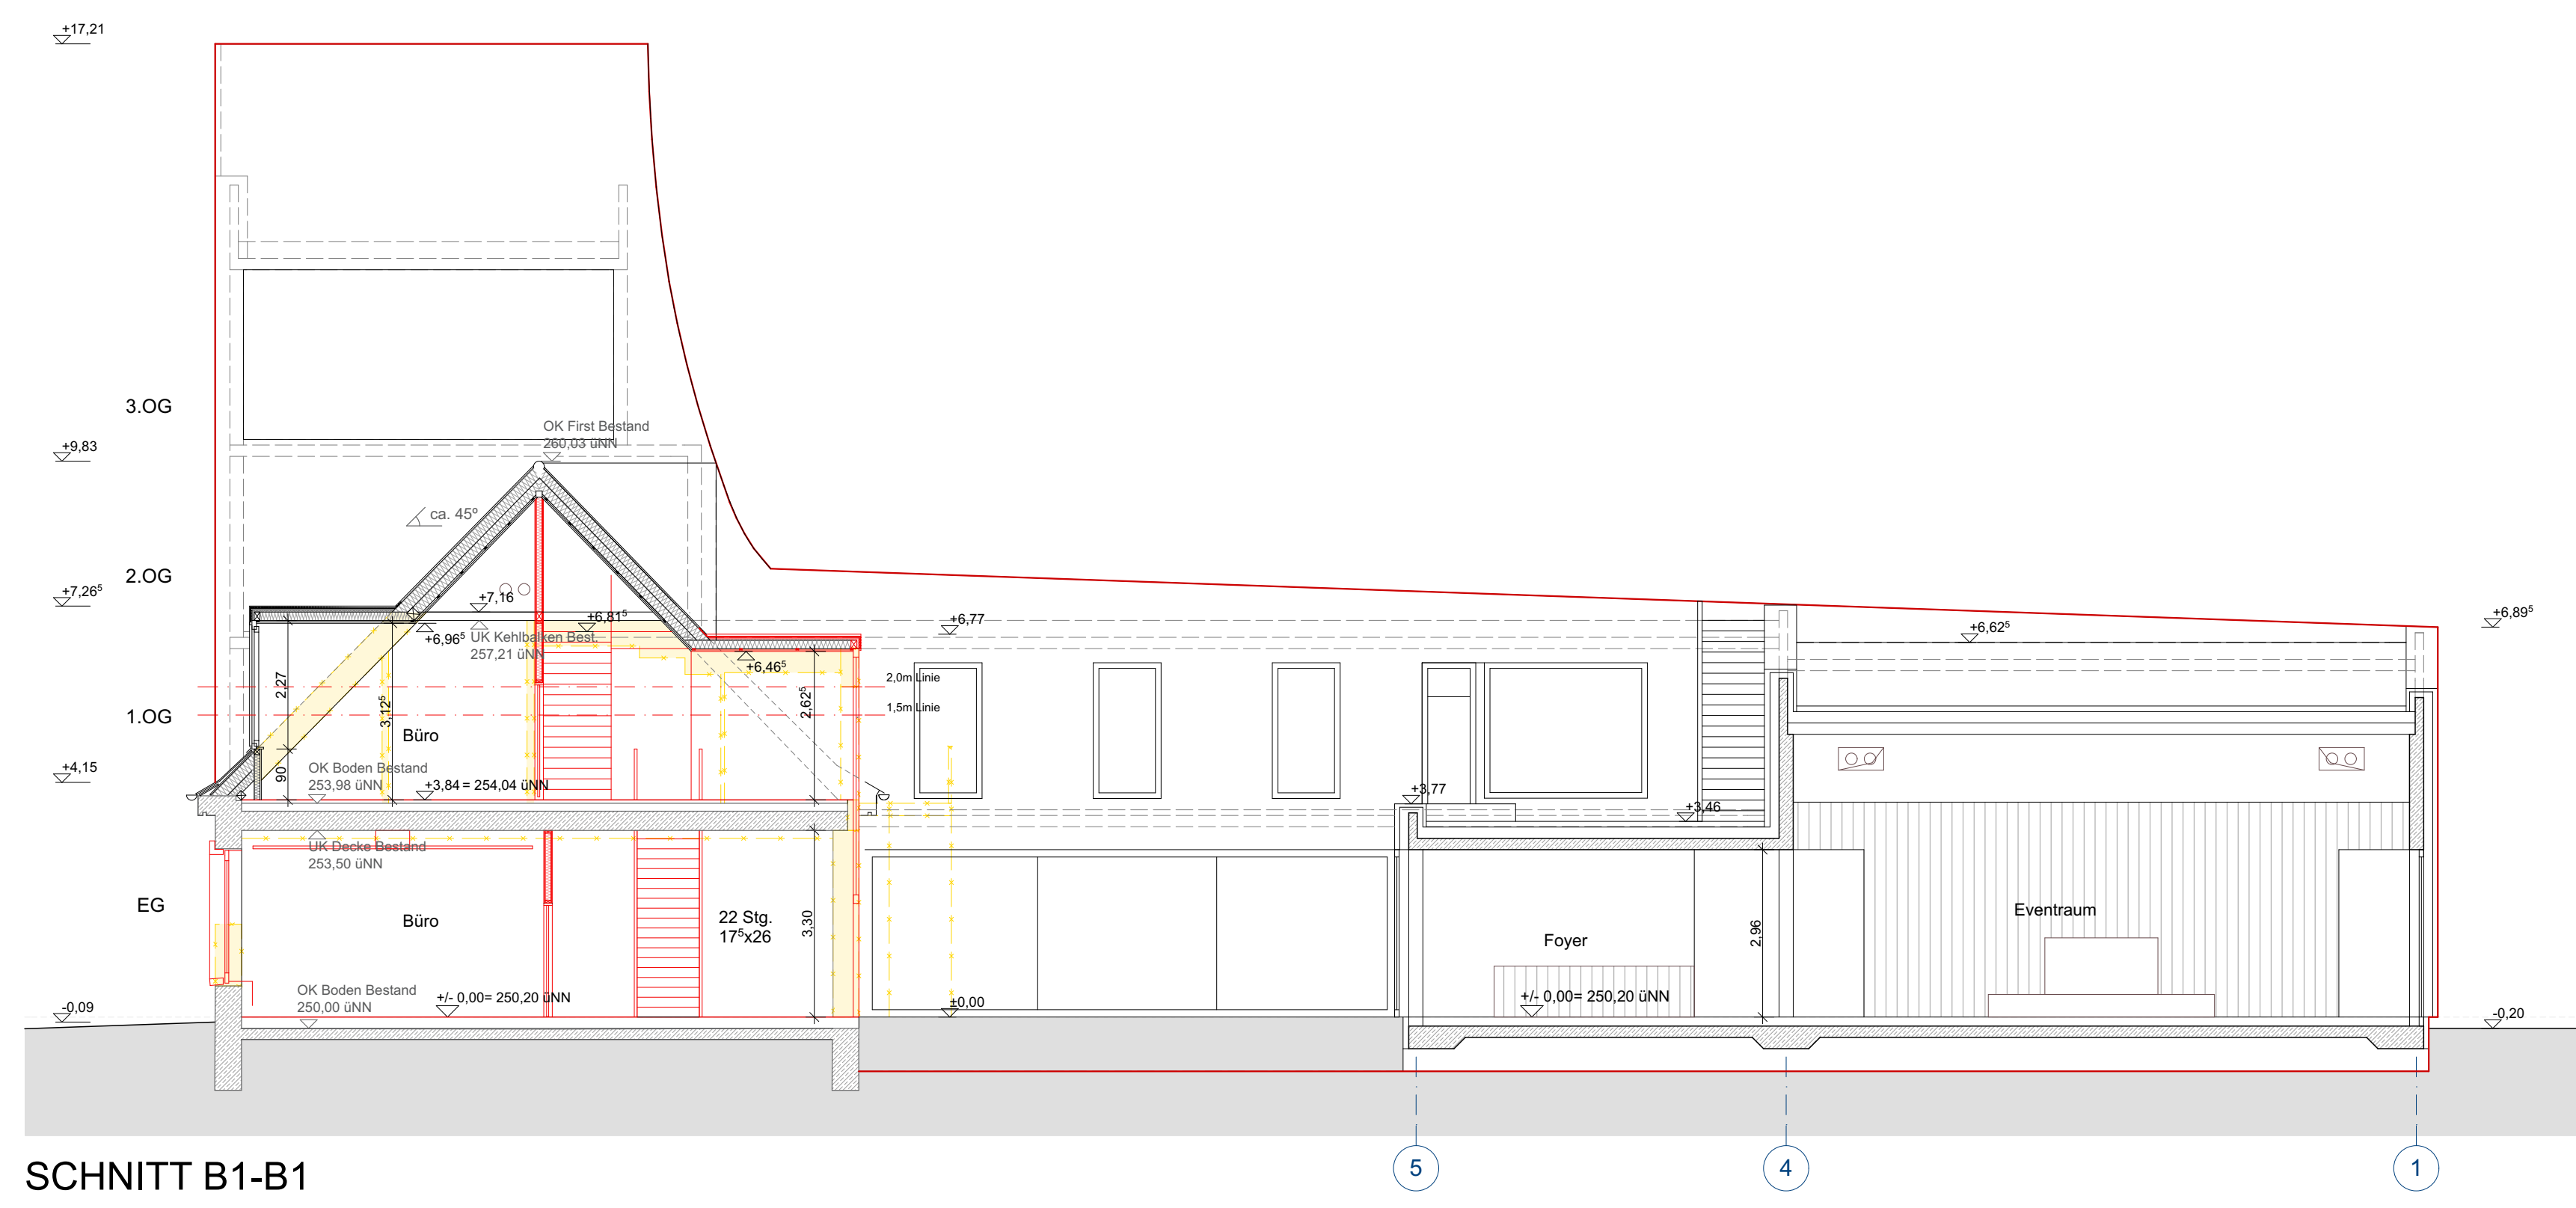 +17,21
3.OG
OK First Bestand
260,03 üNN
+9,83
ca. 45º
2.OG
+7,26⁵
+7,16
+6,81⁵
+6,96⁵
UK Kehlbalken Best.
257,21 üNN
+6,46⁵
+6,77
+6,62⁵
+6,89⁵
2,0m Linie
1,5m Linie
2,27
3,12⁵
2,62⁵
1.OG
Büro
90
+4,15
OK Boden Bestand
253,98 üNN
+3,84 = 254,04 üNN
+3,77
+3,46
UK Decke Bestand
253,50 üNN
EG
Büro
22 Stg.
17⁵x26
3,30
Foyer
2,96
Eventraum
OK Boden Bestand
250,00 üNN
+/- 0,00= 250,20 üNN
±0,00
+/- 0,00= 250,20 üNN
-0,09
-0,20
5
4
1
SCHNITT B1-B1